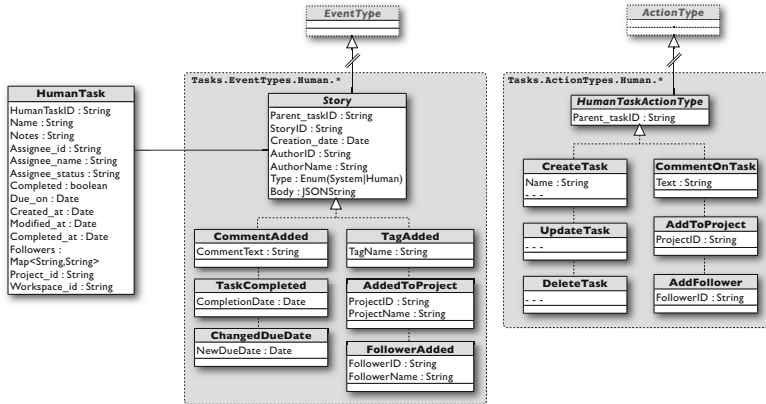 EventType
ActionType
Tasks.EventTypes.Human.*
Tasks.ActionTypes.Human.*
HumanTask
HumanTaskID : String
Name : String
Notes : String
Assignee_id : String
Assignee_name : String
Assignee_status : String
Completed : boolean
Due_on : Date
Created_at : Date
Modified_at : Date
Completed_at : Date
Followers :
Map<String,String>
Project_id : String
Workspace_id : String
Story
Parent_taskID : String
StoryID : String
Creation_date : Date
AuthorID : String
AuthorName : String
Type : Enum(System|Human)
Body : JSONString
CommentAdded
CommentText : String
TaskCompleted
CompletionDate : Date
ChangedDueDate
NewDueDate : Date
TagAdded
TagName : String
AddedToProject
ProjectID : String
ProjectName : String
FollowerAdded
FollowerID : String
FollowerName : String
HumanTaskActionType
Parent_taskID : String
CreateTask
Name : String
- - -
UpdateTask
- - -
DeleteTask
- - -
CommentOnTask
Text : String
AddToProject
ProjectID : String
AddFollower
FollowerID : String